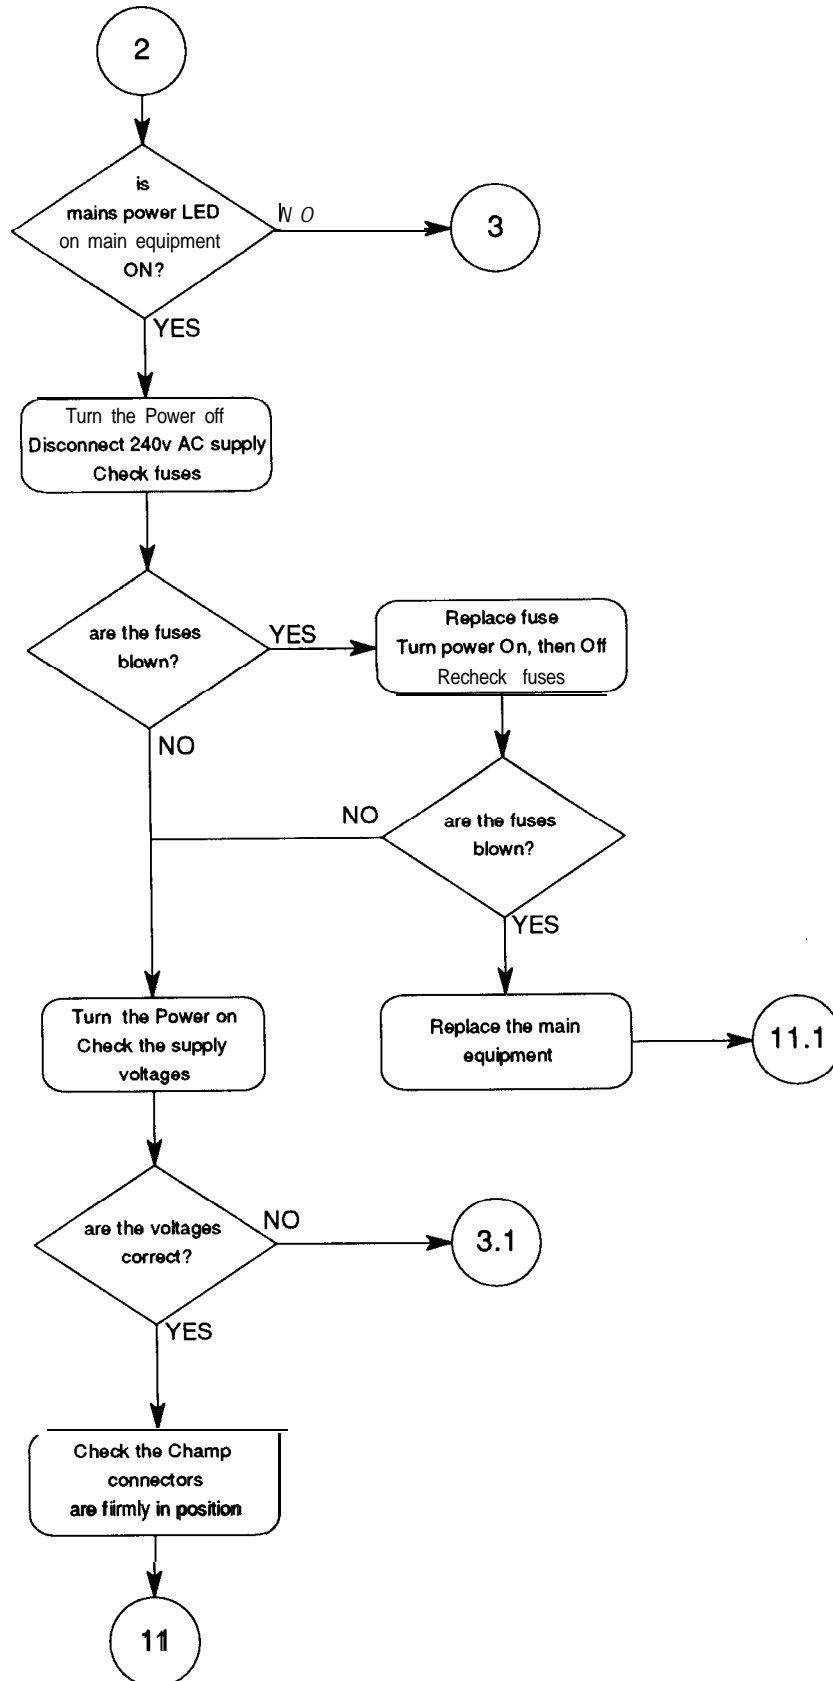 2
is
mains power LED
on main equipment
ON?
NO
3
YES
Turn the Power off
Disconnect 240v AC supply
Check fuses
are the fuses
blown?
YES
Replace fuse
Turn power On, then Off
Recheck fuses
NO
NO
are the fuses
blown?
YES
Turn the Power on
Check the supply
voltages
Replace the main
equipment
11.1
are the voltages
correct?
NO
3.1
YES
Check the Champ
connectors
are firmly in position
11